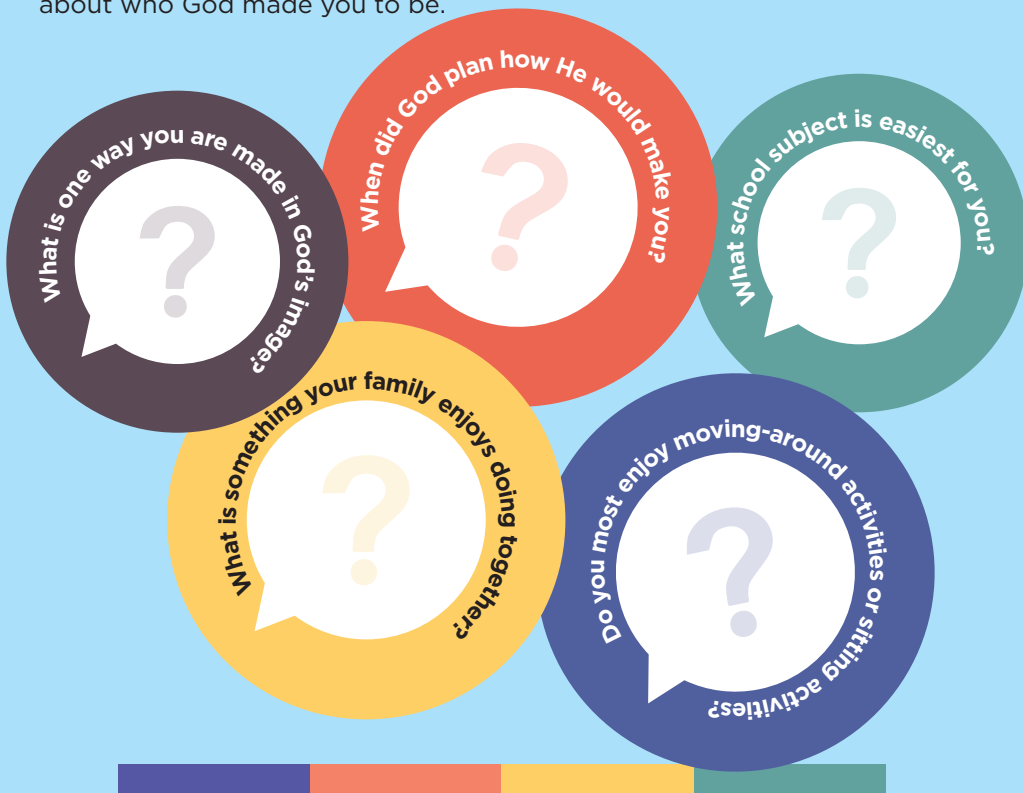 about who God made you to be.
What is one way you are made in God's image?
When did God plan how He would make you?
What school subject is easiest for you?
What is something your family enjoys doing together?
Do you most enjoy moving-around activities or sitting activities?
?
?
?
?
?